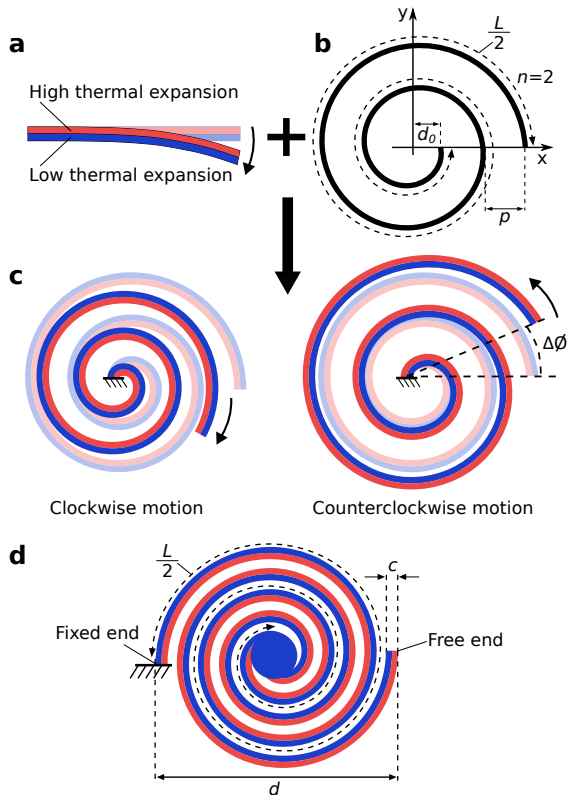 a
High thermal expansion
Low thermal expansion
+
b
y
L
2
n=2
d0
x
p
c
ΔØ
Clockwise motion
Counterclockwise motion
d
L
2
c
Fixed end
Free end
d